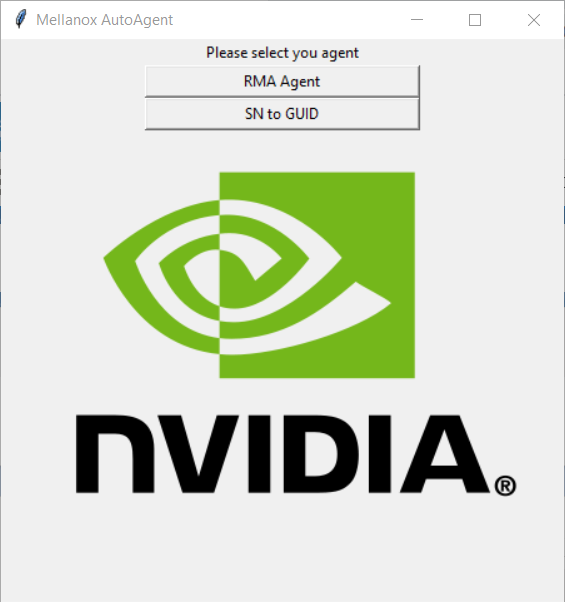 Mellanox AutoAgent
Please select you agent
RMA Agent
SN to GUID
nVIDIA®